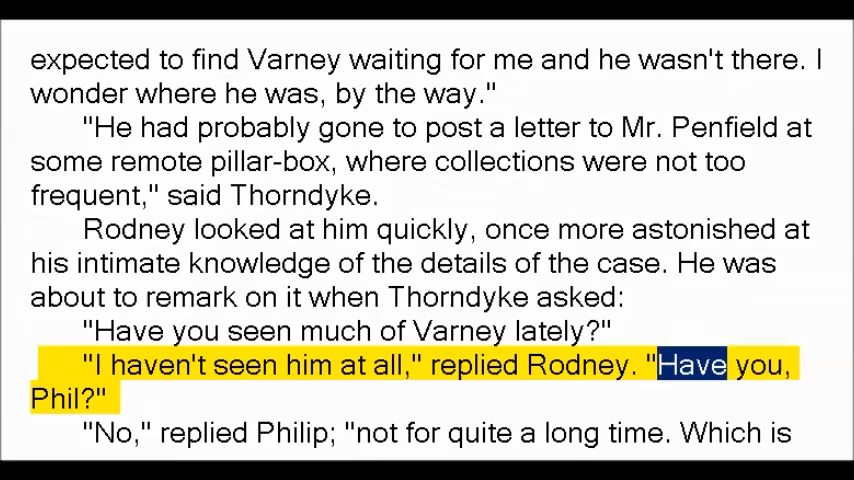 expected to find Varney waiting for me and he wasn't there. I
wonder where he was, by the way."
"He had probably gone to post a letter to Mr. Penfield at
some remote pillar-box, where collections were not too
frequent," said Thorndyke.
Rodney looked at him quickly, once more astonished at
his intimate knowledge of the details of the case. He was
about to remark on it when Thorndyke asked:
"Have you seen much of Varney lately?"
"I haven't seen him at all," replied Rodney. "Have you,
Phil?"
"No," replied Philip; "not for quite a long time. Which is